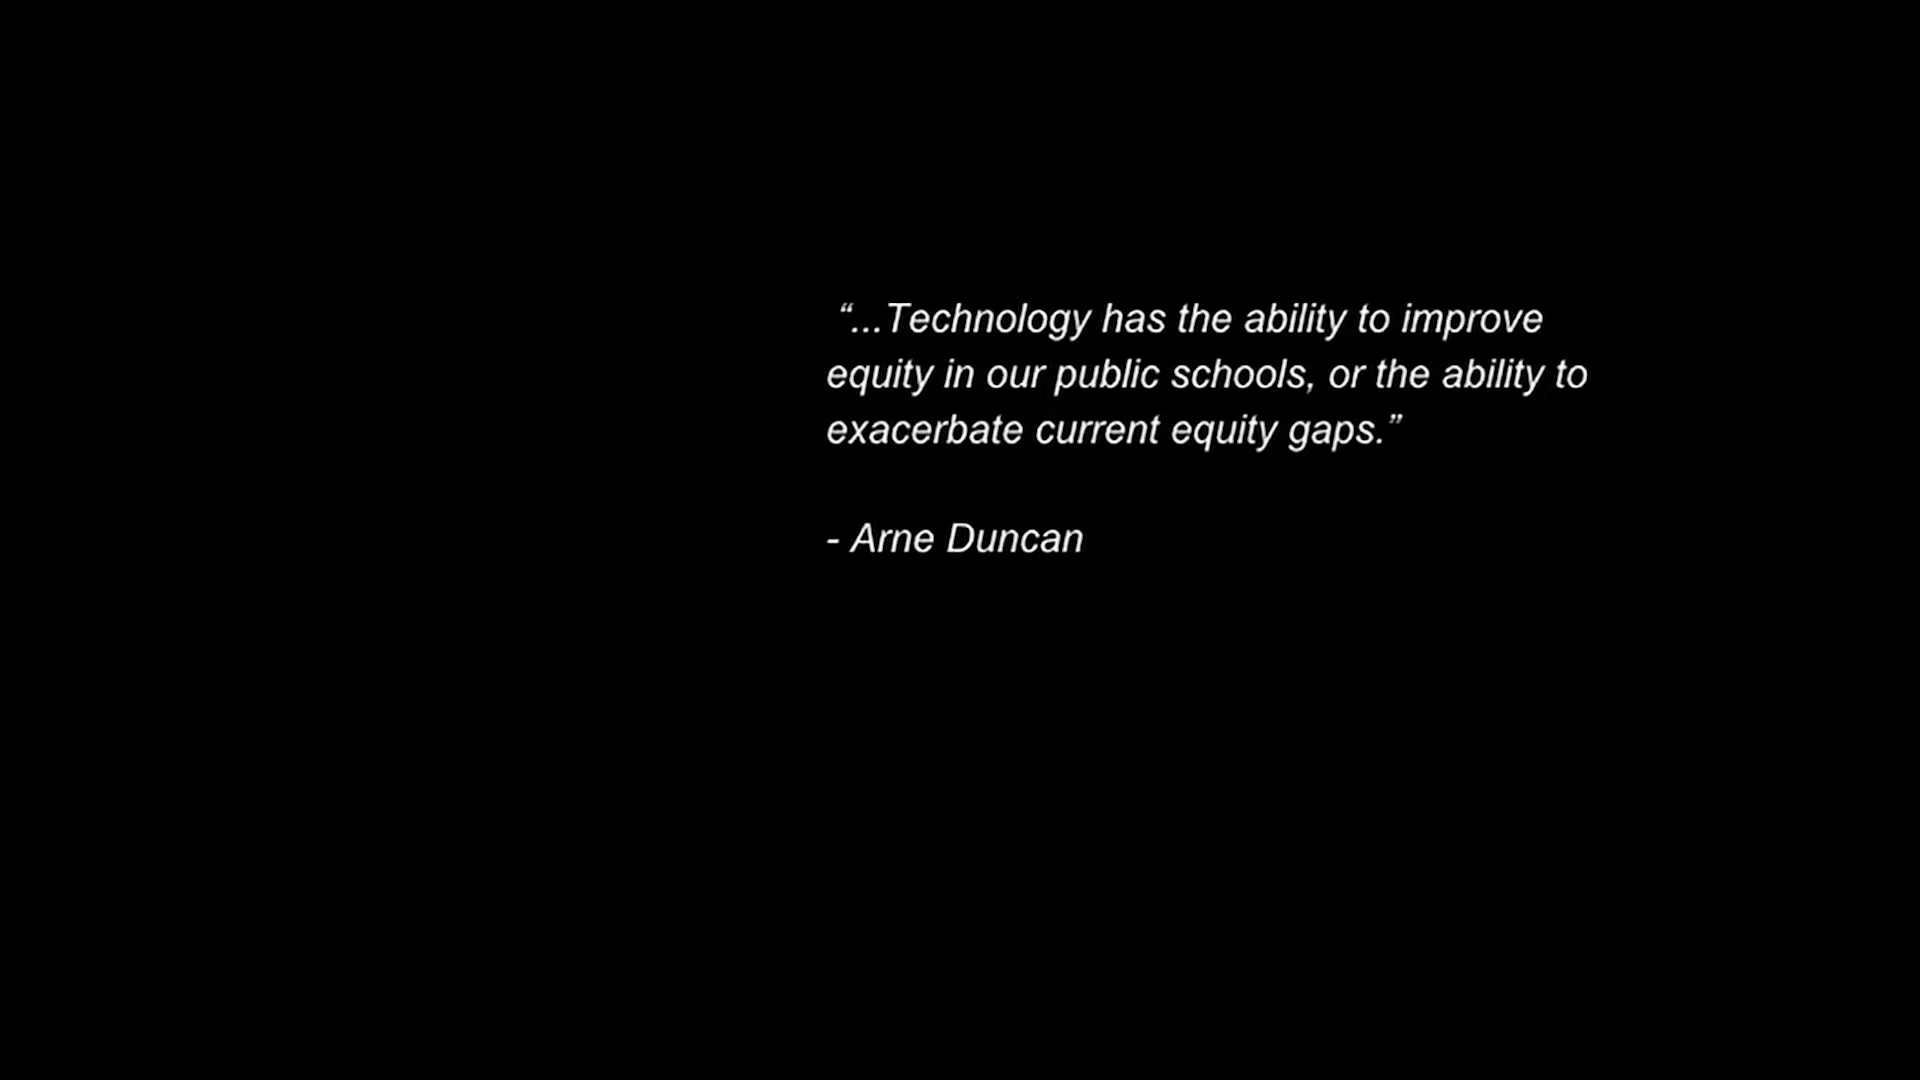 “...Technology has the ability to improve
equity in our public schools, or the ability to
exacerbate current equity gaps.”
- Arne Duncan